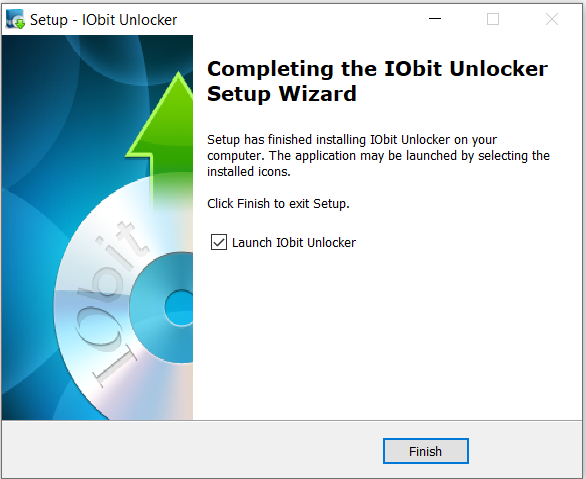 Setup - IObit Unlocker
Completing the IObit Unlocker
Setup Wizard
Setup has finished installing IObit Unlocker on your
computer. The application may be launched by selecting the
installed icons.
Click Finish to exit Setup.
Launch IObit Unlocker
IObit
Finish